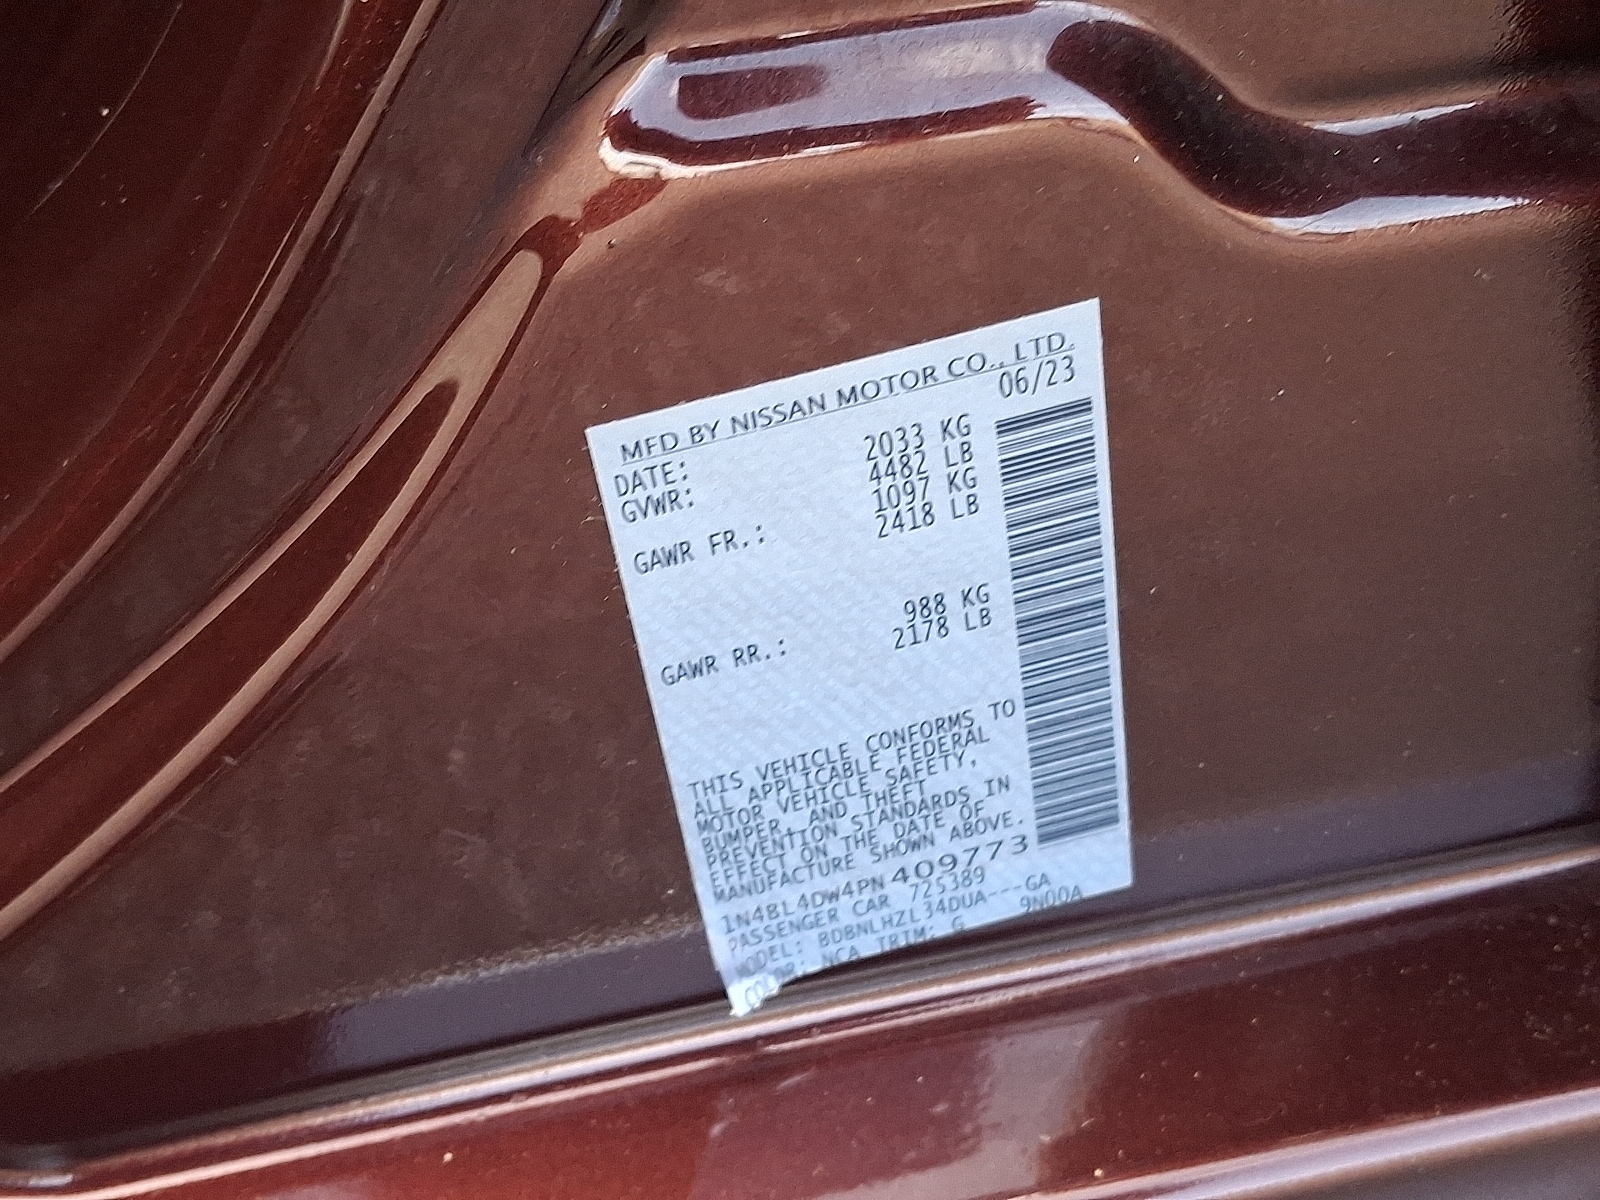 MFD BY NISSAN MOTOR CO., LTD.
DATE: 06/23
GVWR: 2033 KG
4482 LB
GAWR FR.: 1097 KG
2418 LB
GAWR RR.: 988 KG
2178 LB
THIS VEHICLE CONFORMS TO
ALL APPLICABLE FEDERAL
MOTOR VEHICLE SAFETY,
BUMPER, AND THEFT
PREVENTION STANDARDS IN
EFFECT ON THE DATE OF
MANUFACTURE SHOWN ABOVE.
1N4BL4DW4PN409773
PASSENGER CAR 725389
MODEL: BDBNLHZL34DUA---GA
COLOR: NCA TRIM: G 9N00A